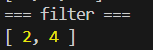 === filter ===
[ 2, 4 ]